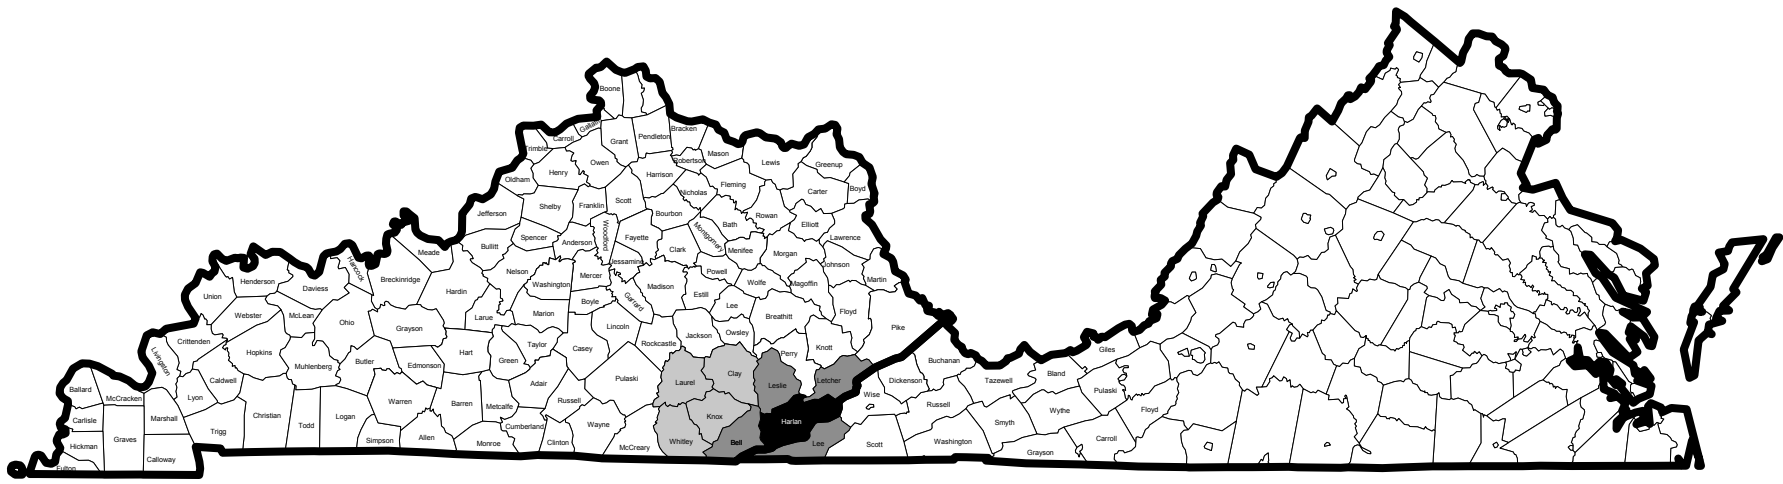 Boone
Gallatin
Carroll
Trimble
Grant
Pendleton
Bracken
Owen
Robertson
Mason
Lewis
Greenup
Oldham
Henry
Harrison
Nicholas
Fleming
Carter
Boyd
Jefferson
Shelby
Franklin
Scott
Bourbon
Bath
Rowan
Elliott
Woodford
Fayette
Montgomery
Lawrence
Spencer
Anderson
Bullitt
Meade
Clark
Menifee
Morgan
Johnson
Jessamine
Hancock
Breckinridge
Nelson
Washington
Mercer
Madison
Powell
Wolfe
Magoffin
Martin
Henderson
Daviess
Hardin
Union
Garrard
Estill
Lee
Boyle
Marion
Larue
Webster
McLean
Ohio
Grayson
Lincoln
Breathitt
Floyd
Pike
Crittenden
Livingston
Hopkins
Muhlenberg
Butler
Edmonson
Hart
Green
Taylor
Casey
Rockcastle
Jackson
Owsley
Perry
Knott
Buchanan
Giles
Ballard
McCracken
Caldwell
Lyon
Warren
Barren
Metcalfe
Adair
Russell
Pulaski
Laurel
Clay
Leslie
Letcher
Dickenson
Tazewell
Bland
Pulaski
Carlisle
Graves
Marshall
Trigg
Christian
Todd
Logan
Simpson
Allen
Monroe
Cumberland
Clinton
Wayne
McCreary
Knox
Whitley
Bell
Harlan
Lee
Wise
Scott
Russell
Washington
Smyth
Wythe
Grayson
Carroll
Floyd
Hickman
Fulton
Calloway